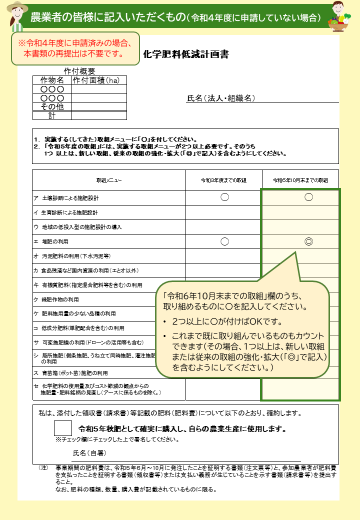 農業者の皆様に記入いただくもの（令和4年度に申請していない場合）
※令和4年度に申請済みの場合、
本書類の再提出は不要です。
化学肥料低減計画書
作付概要
作物名 作付面積(ha)
〇〇〇
〇〇〇
その他
計
氏名（法人・組織名）
1．実施する（してきた）取組メニューに「〇」を付してください。
2．「令和5年度の取組」には、実施する取組メニューが2つ以上必要です。そのうち
1つ以上は、新しい取組、従来の取組の強化・拡大（「◎」で記入）を含むようにしてください。
取組メニュー 令和4年度までの取組 令和6年10月末までの取組
ア 土壌診断による施肥設計 〇 〇
イ 生育診断による施肥設計
ウ 地域の低投入型の施肥設計の導入
エ 堆肥の利用 〇 ◎
オ 汚泥肥料の利用（下水汚泥等）
カ 食品残渣など国内資源の利用（エとオ以外）
キ 有機質肥料（指定混合肥料等を含む）の利用
ク 緑肥作物の利用
ケ 肥料施用量の少ない品種の利用
コ 低成分肥料（単肥配合を含む）の利用
サ 可変施肥機の利用（ドローンの活用等も含む）
シ 局所施肥（側条施肥、うね立て同時施肥、灌注施肥等）
の利用
ス 育苗箱（ポット苗）施肥の利用
セ 化学肥料の使用量及びコスト節減の観点からの
施肥量・肥料銘柄の見直し（アースに係るものを除く。）
「令和6年10月末までの取組」欄のうち、
取り組めるものに〇を記入してください。
• 2つ以上に〇が付けばOKです。
• これまで既に取り組んでいるものもカウント
できます（その場合、1つ以上は、新しい取組
または従来の取組の強化・拡大（「◎」で記入）
を含むようにしてください。）
私は、添付した領収書（請求書）等記載の肥料（肥料費）について以下のとおり、確約します。
令和5年秋肥として確実に購入し、自らの農業生産に使用します。
※チェック欄にチェックした上で署名してください。
氏名（自署）
（注） 事業期間の肥料費は、令和5年6月～10月に発注したことを証明する書類（注文票等）と、参加農業者が肥料費
を支払ったことを証明する書類（領収書等）または支払い義務が生じていることを示す書類（請求書等）を提出す
ること。
なお、肥料の種類、数量、購入費が記載されているものに限る。